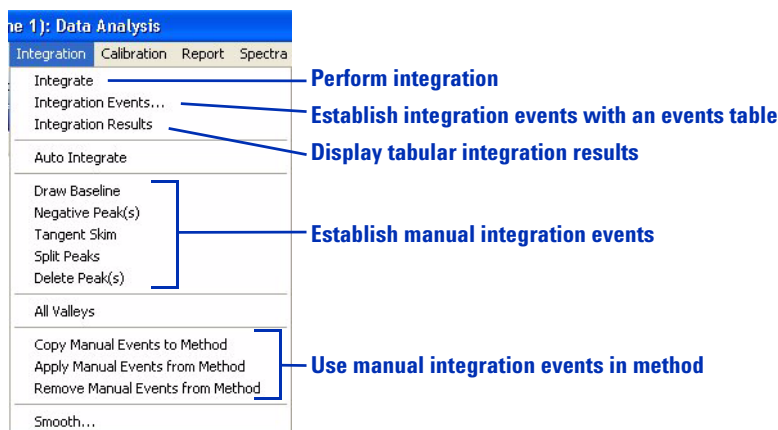 ne 1): Data Analysis
Integration Calibration Report Spectra
Integrate
Perform integration
Integration Events...
Establish integration events with an events table
Integration Results
Display tabular integration results
Auto Integrate
Draw Baseline
Negative Peak(s)
Tangent Skim
Split Peaks
Delete Peak(s)
Establish manual integration events
All Valleys
Copy Manual Events to Method
Apply Manual Events from Method
Remove Manual Events from Method
Use manual integration events in method
Smooth...